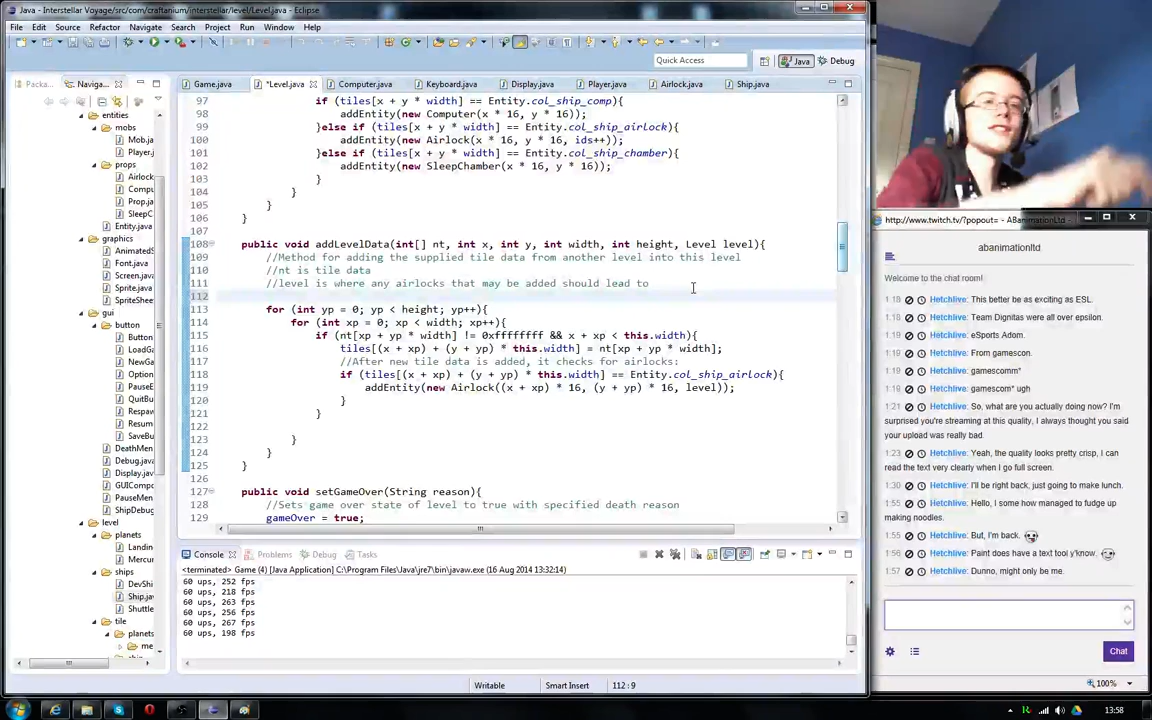 Java - Interstellar Voyage/src/com/craftanium/interstellar/level/Level.java - Eclipse
File Edit Source Refactor Navigate Search Project Run Window Help
Quick Access
Java Debug
Packa... Naviga...
Game.java *Level.java Computer.java Keyboard.java Display.java Player.java Airlock.java Ship.java
entities
mobs
Mob.ja
Player.j
props
Airlock
Compu
Prop.ja
SleepC
Entity.java
graphics
Animated
Font.java
Screen.java
Sprite.java
SpriteShee
gui
button
Button
LoadGa
NewGa
Option
PauseE
QuitBu
Respaw
Resum
SaveBu
DeathMen
Debug.java
Display.java
GUICompo
PauseMen
ShipDebug
level
planets
Landin
Mercur
ships
DevShi
Ship.jav
Shuttle
tile
planets
me
97 if (tiles[x + y * width] == Entity.col_ship_comp){
98 addEntity(new Computer(x * 16, y * 16));
99 }else if (tiles[x + y * width] == Entity.col_ship_airlock){
100 addEntity(new Airlock(x * 16, y * 16, ids++));
101 }else if (tiles[x + y * width] == Entity.col_ship_chamber){
102 addEntity(new SleepChamber(x * 16, y * 16));
103 }
104 }
105 }
106 }
107
108 public void addLevelData(int[] nt, int x, int y, int width, int height, Level level){
109 //Method for adding the supplied tile data from another level into this level
110 //nt is tile data
111 //level is where any airlocks that may be added should lead to
112
113 for (int yp = 0; yp < height; yp++){
114 for (int xp = 0; xp < width; xp++){
115 if (nt[xp + yp * width] != 0xffffffff && x + xp < this.width){
116 tiles[(x + xp) + (y + yp) * this.width] = nt[xp + yp * width];
117 //After new tile data is added, it checks for airlocks:
118 if (tiles[(x + xp) + (y + yp) * this.width] == Entity.col_ship_airlock){
119 addEntity(new Airlock((x + xp) * 16, (y + yp) * 16, level));
120 }
121 }
122
123 }
124 }
125 }
126
127 public void setGameOver(String reason){
128 //Sets game over state of level to true with specified death reason
129 gameOver = true;
Console Problems Debug Tasks
<terminated> Game (4) [Java Application] C:\Program Files\Java\jre7\bin\javaw.exe (16 Aug 2014 13:32:14)
60 ups, 252 fps
60 ups, 218 fps
60 ups, 263 fps
60 ups, 256 fps
60 ups, 267 fps
60 ups, 198 fps
Writable Smart Insert 112 : 9
http://www.twitch.tv/?popout= - ABanimationLtd
abanimationltd
Welcome to the chat room!
1:18 Hetchlive: This better be as exciting as ESL.
1:18 Hetchlive: Team Dignitas were all over epsilon.
1:19 Hetchlive: eSports Adom.
1:19 Hetchlive: From gamescon.
1:19 Hetchlive: gamescomm*
1:19 Hetchlive: gamescom* ugh
1:21 Hetchlive: So, what are you actually doing now? I'm
surprised you're streaming at this quality, I always thought you said
your upload was really bad.
1:23 Hetchlive: Yeah, the quality looks pretty crisp, I can
read the text very clearly when I go full screen.
1:30 Hetchlive: I'll be right back, just going to make lunch.
1:55 Hetchlive: Hello, I some how managed to fudge up
making noodles.
1:55 Hetchlive: But, I'm back.
1:56 Hetchlive: Paint does have a text tool y'know.
1:57 Hetchlive: Dunno, might only be me.
Chat
100%
13:58